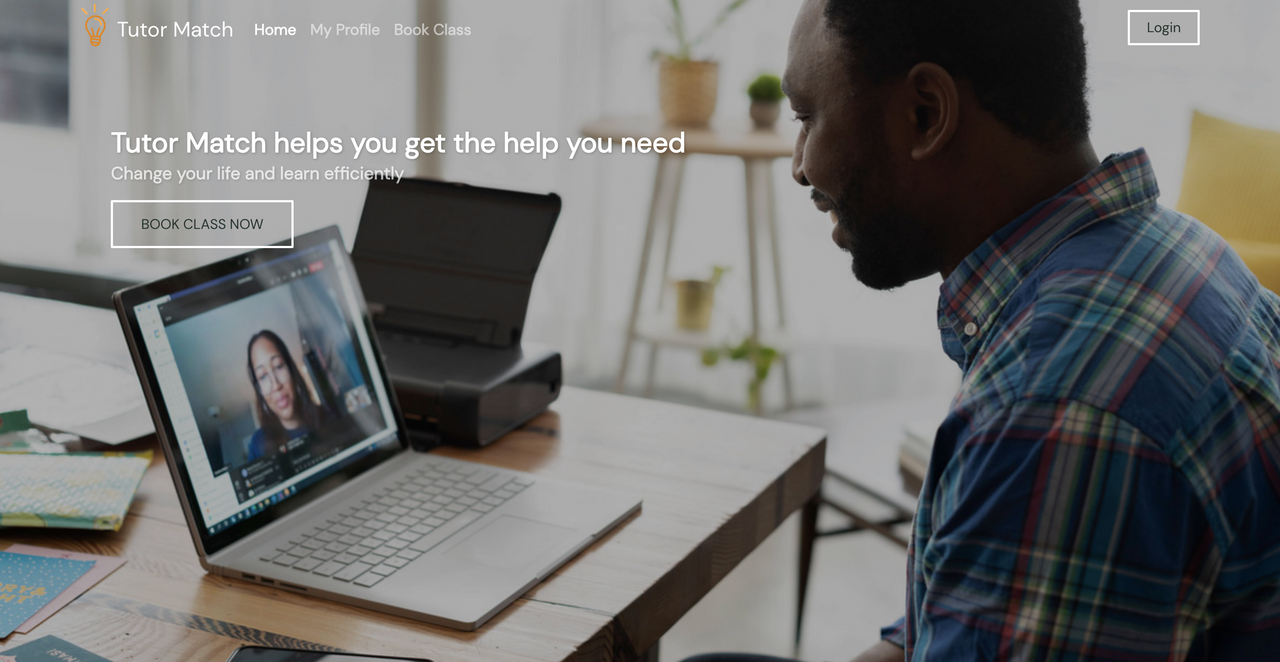 Tutor Match Home My Profile Book Class Login
Tutor Match helps you get the help you need
Change your life and learn efficiently
BOOK CLASS NOW